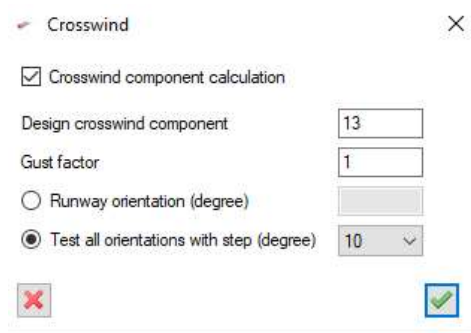 Crosswind
Crosswind component calculation
Design crosswind component 13
Gust factor 1
Runway orientation (degree)
Test all orientations with step (degree) 10